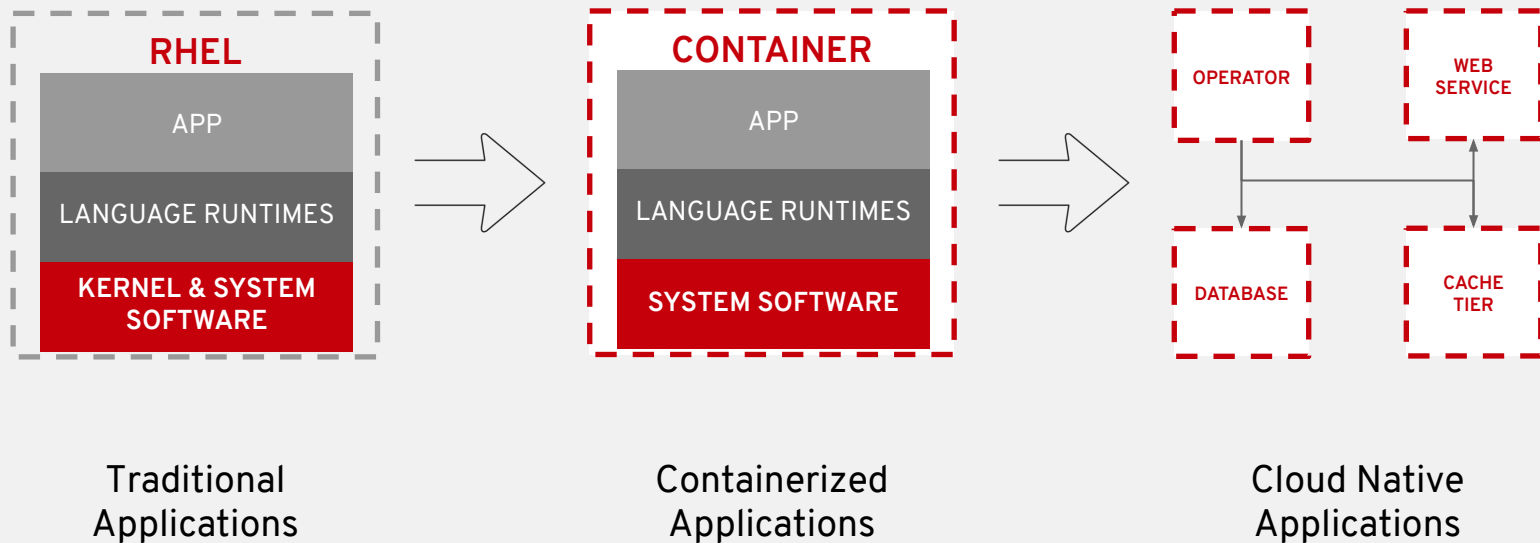 RHEL
APP
LANGUAGE RUNTIMES
KERNEL & SYSTEM
SOFTWARE
Traditional
Applications
CONTAINER
APP
LANGUAGE RUNTIMES
SYSTEM SOFTWARE
Containerized
Applications
OPERATOR
WEB
SERVICE
DATABASE
CACHE
TIER
Cloud Native
Applications